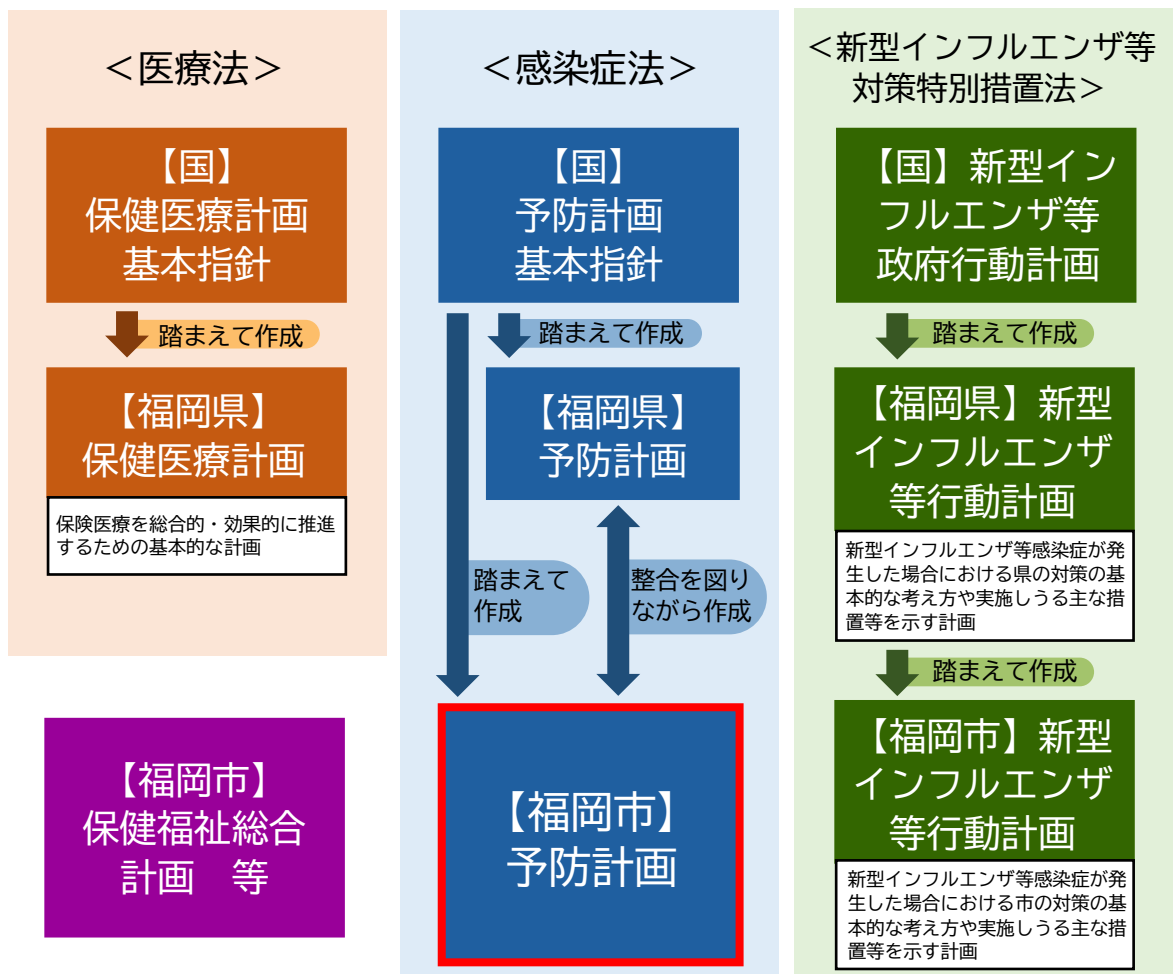 ＜医療法＞
【国】
保健医療計画
基本指針
踏まえて作成
【福岡県】
保健医療計画
保険医療を総合的・効果的に推進
するための基本的な計画
【福岡市】
保健福祉総合
計画　等
＜感染症法＞
【国】
予防計画
基本指針
踏まえて作成
【福岡県】
予防計画
踏まえて
作成
整合を図り
ながら作成
【福岡市】
予防計画
＜新型インフルエンザ等
対策特別措置法＞
【国】新型イン
フルエンザ等
政府行動計画
踏まえて作成
【福岡県】新型
インフルエンザ
等行動計画
新型インフルエンザ等感染症が発
生した場合における県の対策の基
本的な考え方や実施しうる主な措
置等を示す計画
踏まえて作成
【福岡市】新型
インフルエンザ
等行動計画
新型インフルエンザ等感染症が発
生した場合における市の対策の基
本的な考え方や実施しうる主な措
置等を示す計画